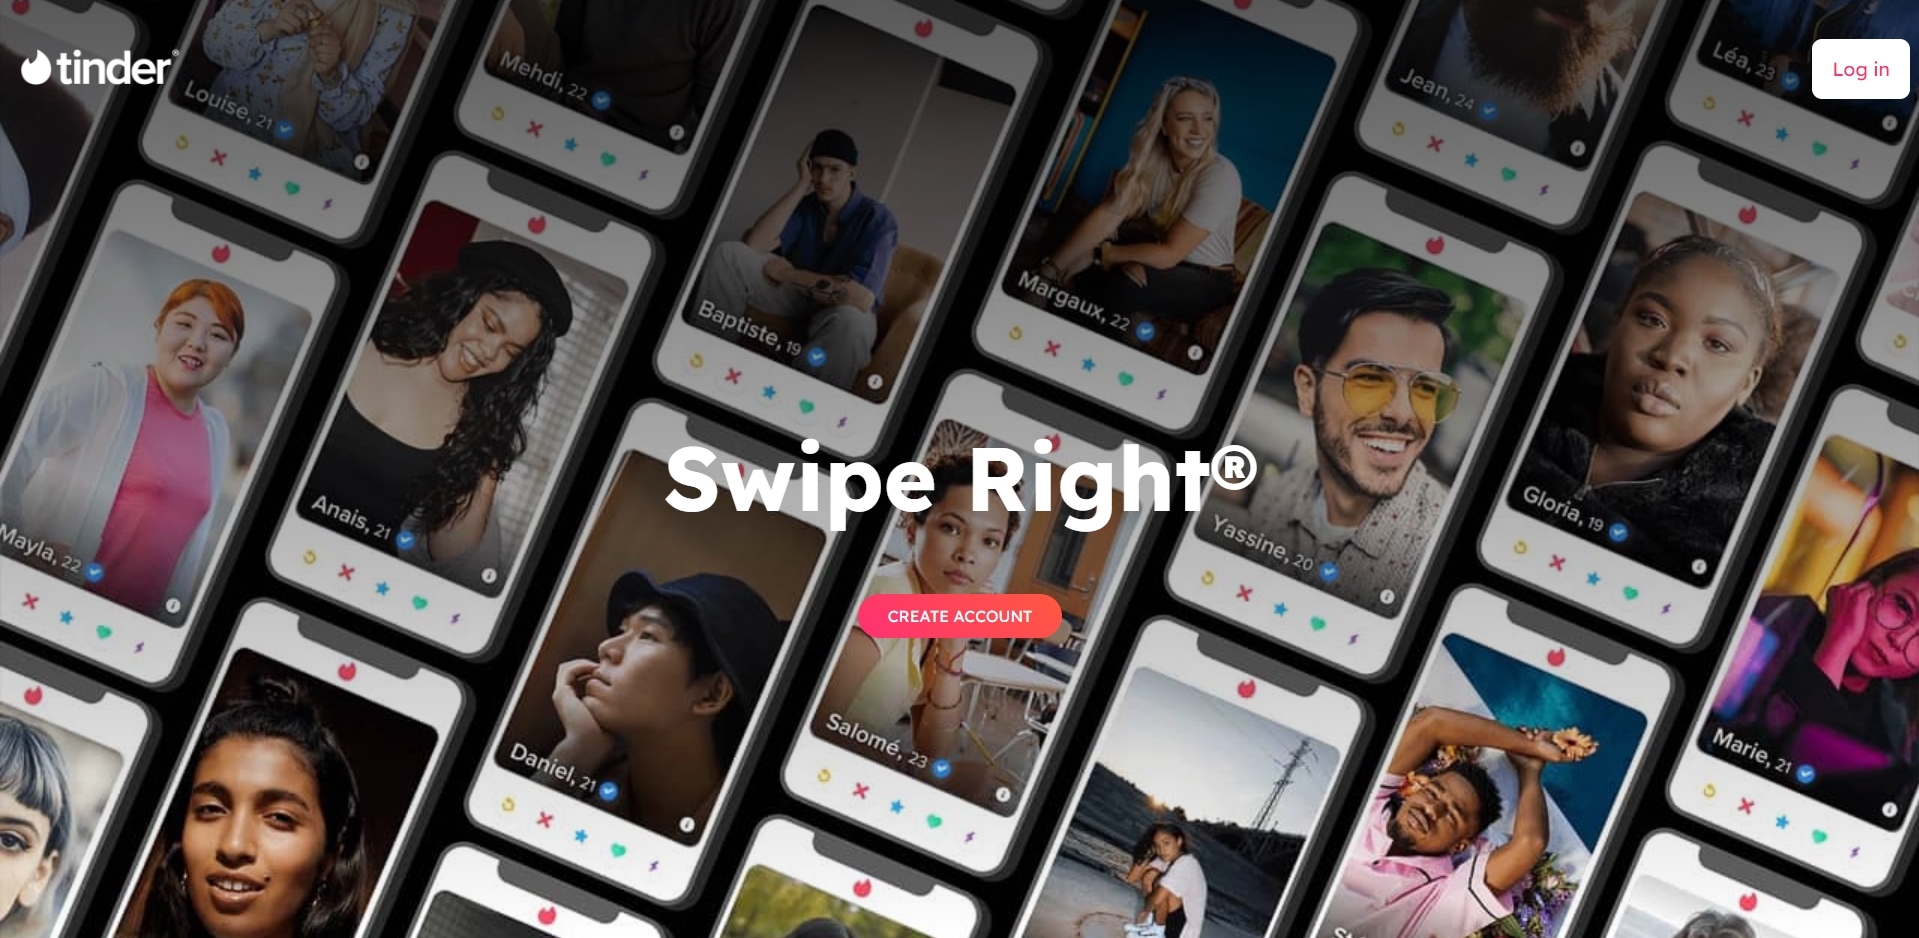 tinder®
Log in
Louise, 21
Mehdi, 22
Jean, 24
Léa, 23
Margaux, 22
Baptiste, 19
Swipe Right®
Anais, 21
Mayla, 22
Yassine, 20
Gloria, 19
CREATE ACCOUNT
Daniel, 21
Salomé, 23
Marie, 21